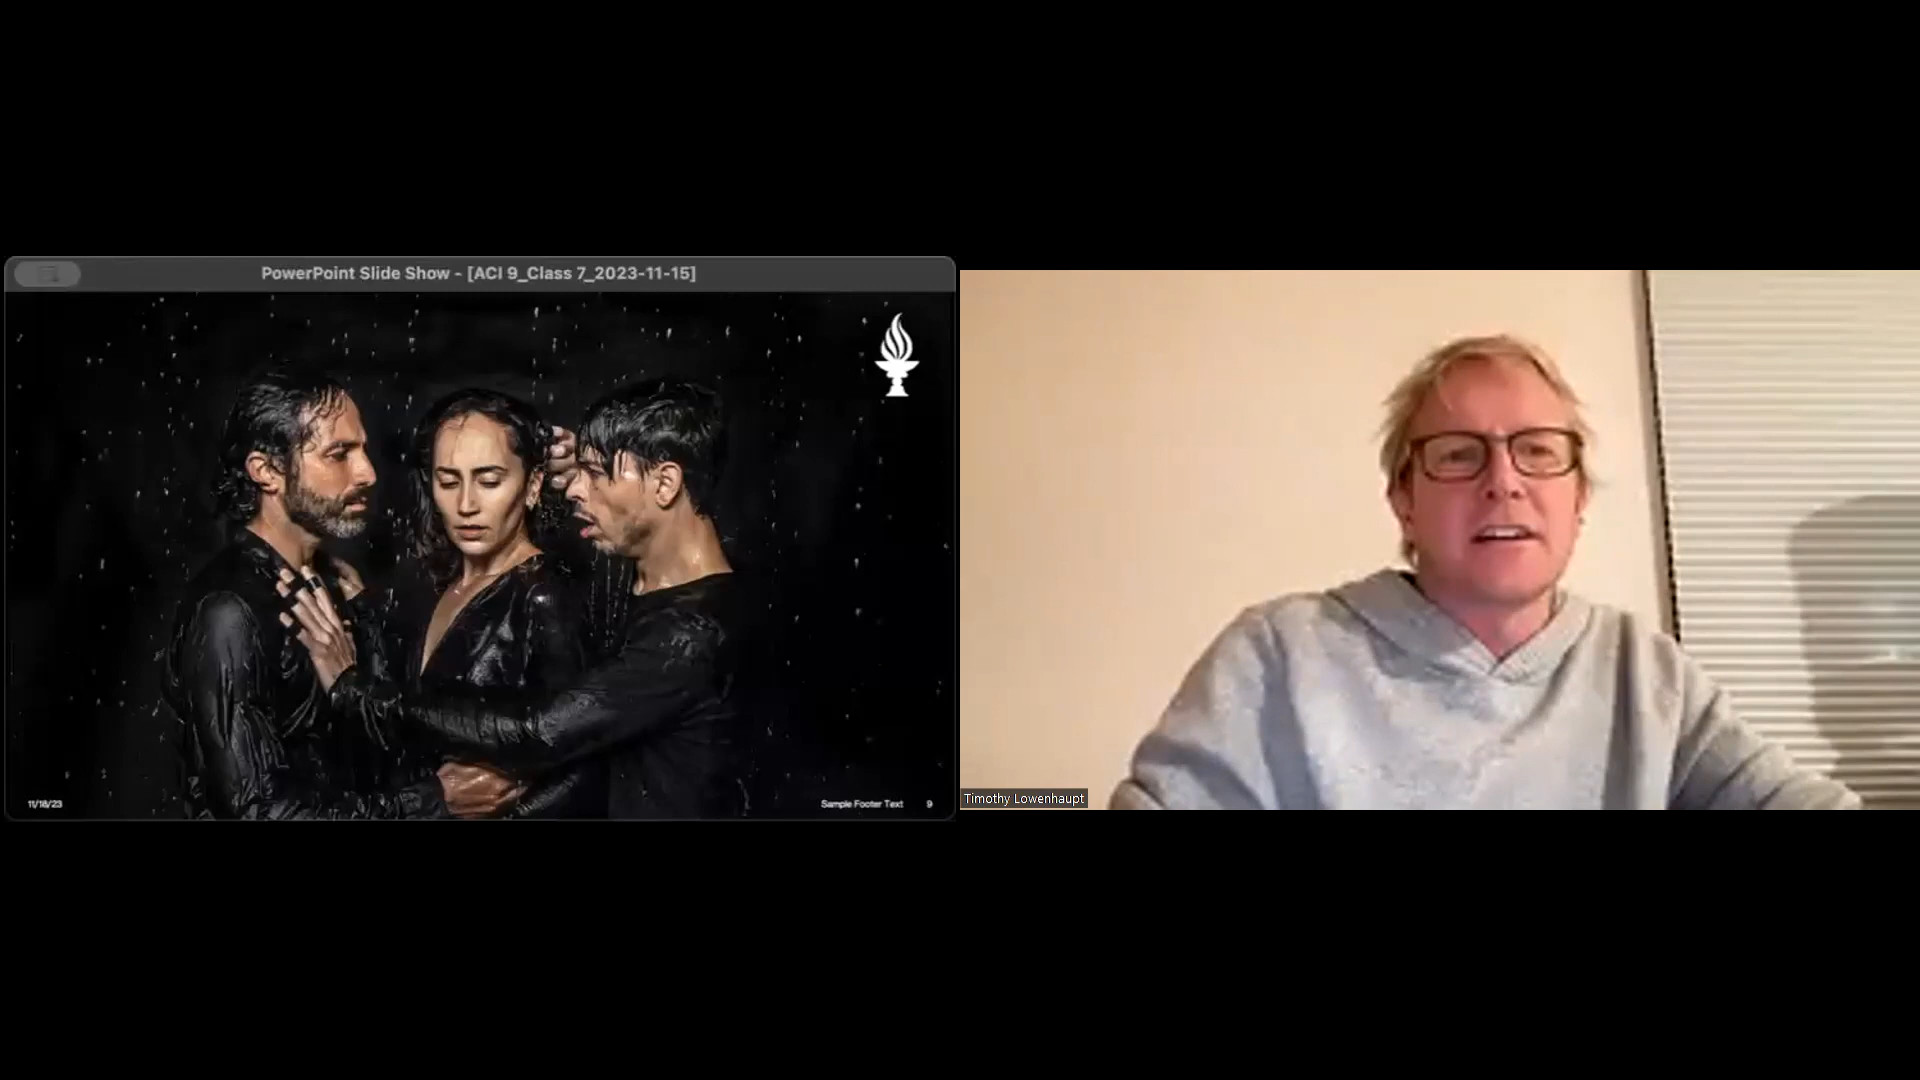 PowerPoint Slide Show - [ACI 9_Class 7_2023-11-15]
11/18/23
Sample Footer Text
9
Timothy Lowenhaupt